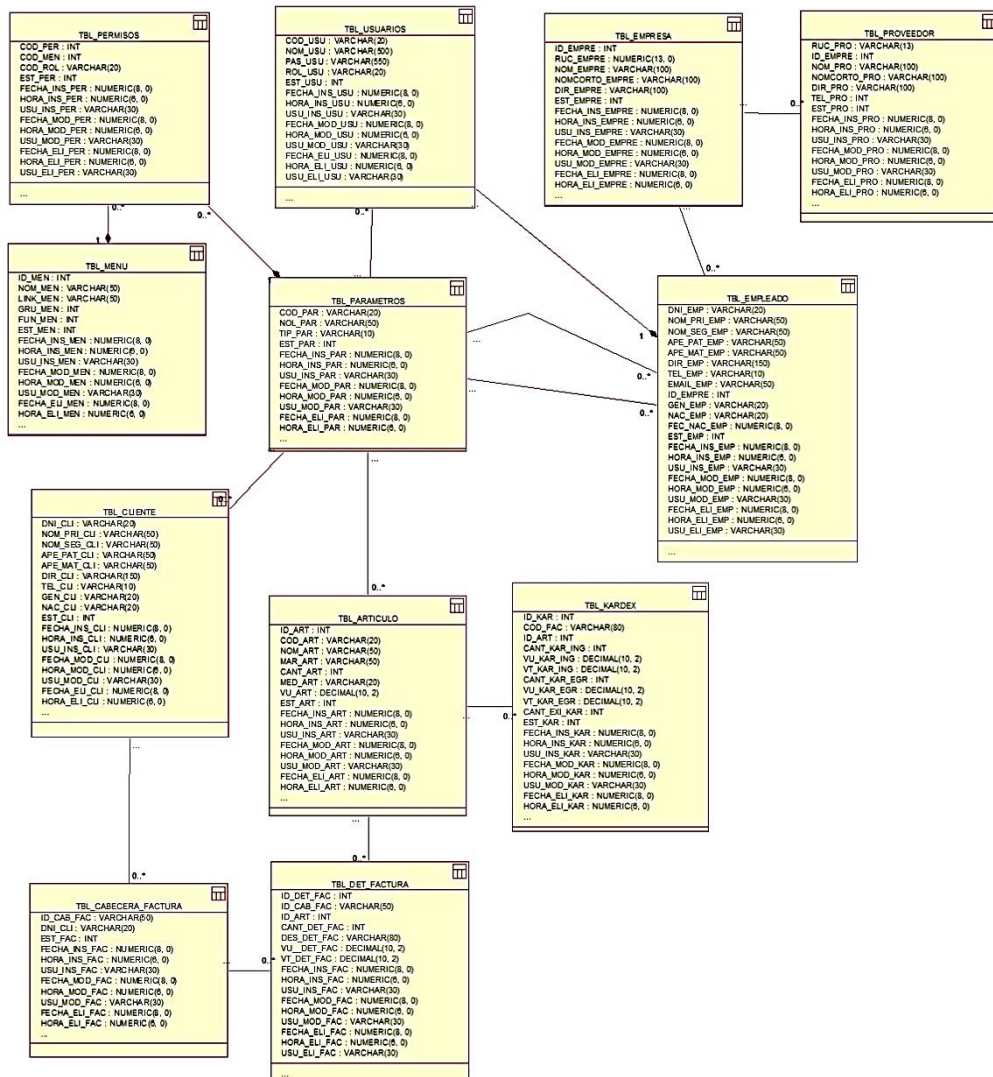 TBL_PERMISOS
COD_PER : INT
COD_MEN : INT
COD_ROL : VARCHAR(20)
EST_PER : INT
FECHA_INS_PER : NUMERIC(8, 0)
HORA_INS_PER : NUMERIC(6, 0)
USU_INS_PER : VARCHAR(30)
FECHA_MOD_PER : NUMERIC(8, 0)
HORA_MOD_PER : NUMERIC(6, 0)
USU_MOD_PER : VARCHAR(30)
FECHA_ELI_PER : NUMERIC(8, 0)
HORA_ELI_PER : NUMERIC(6, 0)
USU_ELI_PER : VARCHAR(30)
...
0..*
0..*
TBL_USUARIOS
COD_USU : VARCHAR(20)
NOM_USU : VARCHAR(500)
PAS_USU : VARCHAR(550)
ROL_USU : VARCHAR(20)
EST_USU : INT
FECHA_INS_USU : NUMERIC(8, 0)
HORA_INS_USU : NUMERIC(6, 0)
USU_INS_USU : VARCHAR(30)
FECHA_MOD_USU : NUMERIC(8, 0)
HORA_MOD_USU : NUMERIC(6, 0)
USU_MOD_USU : VARCHAR(30)
FECHA_ELI_USU : NUMERIC(8, 0)
HORA_ELI_USU : NUMERIC(6, 0)
USU_ELI_USU : VARCHAR(30)
...
0..*
...
TBL_EMPRESA
ID_EMPRE : INT
RUC_EMPRE : NUMERIC(13, 0)
NOM_EMPRE : VARCHAR(100)
NOMCORTO_EMPRE : VARCHAR(100)
DIR_EMPRE : VARCHAR(100)
EST_EMPRE : INT
FECHA_INS_EMPRE : NUMERIC(8, 0)
HORA_INS_EMPRE : NUMERIC(6, 0)
USU_INS_EMPRE : VARCHAR(30)
FECHA_MOD_EMPRE : NUMERIC(8, 0)
HORA_MOD_EMPRE : NUMERIC(6, 0)
USU_MOD_EMPRE : VARCHAR(30)
FECHA_ELI_EMPRE : NUMERIC(8, 0)
HORA_ELI_EMPRE : NUMERIC(6, 0)
...
...
0..*
...
TBL_PROVEEDOR
RUC_PRO : VARCHAR(13)
ID_EMPRE : INT
NOM_PRO : VARCHAR(100)
NOMCORTO_PRO : VARCHAR(100)
DIR_PRO : VARCHAR(100)
TEL_PRO : INT
EST_PRO : INT
FECHA_INS_PRO : NUMERIC(8, 0)
HORA_INS_PRO : NUMERIC(6, 0)
USU_INS_PRO : VARCHAR(30)
FECHA_MOD_PRO : NUMERIC(8, 0)
HORA_MOD_PRO : NUMERIC(6, 0)
USU_MOD_PRO : VARCHAR(30)
FECHA_ELI_PRO : NUMERIC(8, 0)
HORA_ELI_PRO : NUMERIC(6, 0)
...
1
TBL_MENU
ID_MEN : INT
NOM_MEN : VARCHAR(50)
LINK_MEN : VARCHAR(50)
GRU_MEN : INT
FUN_MEN : INT
EST_MEN : INT
FECHA_INS_MEN : NUMERIC(8, 0)
HORA_INS_MEN : NUMERIC(6, 0)
USU_INS_MEN : VARCHAR(30)
FECHA_MOD_MEN : NUMERIC(8, 0)
HORA_MOD_MEN : NUMERIC(6, 0)
USU_MOD_MEN : VARCHAR(30)
FECHA_ELI_MEN : NUMERIC(8, 0)
HORA_ELI_MEN : NUMERIC(6, 0)
...
...
TBL_PARAMETROS
COD_PAR : VARCHAR(20)
NOL_PAR : VARCHAR(50)
TIP_PAR : VARCHAR(10)
EST_PAR : INT
FECHA_INS_PAR : NUMERIC(8, 0)
HORA_INS_PAR : NUMERIC(6, 0)
USU_INS_PAR : VARCHAR(30)
FECHA_MOD_PAR : NUMERIC(8, 0)
HORA_MOD_PAR : NUMERIC(6, 0)
USU_MOD_PAR : VARCHAR(30)
FECHA_ELI_PAR : NUMERIC(8, 0)
HORA_ELI_PAR : NUMERIC(6, 0)
...
...
...
...
0..*
1
0..*
0..*
TBL_EMPLEADO
DNI_EMP : VARCHAR(20)
NOM_PRI_EMP : VARCHAR(50)
NOM_SEG_EMP : VARCHAR(50)
APE_PAT_EMP : VARCHAR(50)
APE_MAT_EMP : VARCHAR(50)
DIR_EMP : VARCHAR(150)
TEL_EMP : VARCHAR(10)
EMAIL_EMP : VARCHAR(50)
ID_EMPRE : INT
GEN_EMP : VARCHAR(20)
NAC_EMP : VARCHAR(20)
FEC_NAC_EMP : NUMERIC(8, 0)
EST_EMP : INT
FECHA_INS_EMP : NUMERIC(8, 0)
HORA_INS_EMP : NUMERIC(6, 0)
USU_INS_EMP : VARCHAR(30)
FECHA_MOD_EMP : NUMERIC(8, 0)
HORA_MOD_EMP : NUMERIC(6, 0)
USU_MOD_EMP : VARCHAR(30)
FECHA_ELI_EMP : NUMERIC(8, 0)
HORA_ELI_EMP : NUMERIC(6, 0)
USU_ELI_EMP : VARCHAR(30)
...
0..*
TBL_CLIENTE
DNI_CLI : VARCHAR(20)
NOM_PRI_CLI : VARCHAR(50)
NOM_SEG_CLI : VARCHAR(50)
APE_PAT_CLI : VARCHAR(50)
APE_MAT_CLI : VARCHAR(50)
DIR_CLI : VARCHAR(150)
TEL_CLI : VARCHAR(10)
GEN_CLI : VARCHAR(20)
NAC_CLI : VARCHAR(20)
EST_CLI : INT
FECHA_INS_CLI : NUMERIC(8, 0)
HORA_INS_CLI : NUMERIC(6, 0)
USU_INS_CLI : VARCHAR(30)
FECHA_MOD_CLI : NUMERIC(8, 0)
HORA_MOD_CLI : NUMERIC(6, 0)
USU_MOD_CLI : VARCHAR(30)
FECHA_ELI_CLI : NUMERIC(8, 0)
HORA_ELI_CLI : NUMERIC(6, 0)
...
...
0..*
TBL_ARTICULO
ID_ART : INT
COD_ART : VARCHAR(20)
NOM_ART : VARCHAR(50)
MAR_ART : VARCHAR(50)
CANT_ART : INT
MED_ART : VARCHAR(20)
VU_ART : DECIMAL(10, 2)
EST_ART : INT
FECHA_INS_ART : NUMERIC(8, 0)
HORA_INS_ART : NUMERIC(6, 0)
USU_INS_ART : VARCHAR(30)
FECHA_MOD_ART : NUMERIC(8, 0)
HORA_MOD_ART : NUMERIC(6, 0)
USU_MOD_ART : VARCHAR(30)
FECHA_ELI_ART : NUMERIC(8, 0)
HORA_ELI_ART : NUMERIC(6, 0)
...
...
0..*
...
TBL_KARDEX
ID_KAR : INT
COD_FAC : VARCHAR(80)
ID_ART : INT
CANT_KAR_ING : INT
VU_KAR_ING : DECIMAL(10, 2)
VT_KAR_ING : DECIMAL(10, 2)
CANT_KAR_EGR : INT
VU_KAR_EGR : DECIMAL(10, 2)
VT_KAR_EGR : DECIMAL(10, 2)
CANT_EXI_KAR : INT
EST_KAR : INT
FECHA_INS_KAR : NUMERIC(8, 0)
HORA_INS_KAR : NUMERIC(6, 0)
USU_INS_KAR : VARCHAR(30)
FECHA_MOD_KAR : NUMERIC(8, 0)
HORA_MOD_KAR : NUMERIC(6, 0)
USU_MOD_KAR : VARCHAR(30)
FECHA_ELI_KAR : NUMERIC(8, 0)
HORA_ELI_KAR : NUMERIC(6, 0)
...
0..*
TBL_CABECERA_FACTURA
ID_CAB_FAC : VARCHAR(50)
DNI_CLI : VARCHAR(20)
EST_FAC : INT
FECHA_INS_FAC : NUMERIC(8, 0)
HORA_INS_FAC : NUMERIC(6, 0)
USU_INS_FAC : VARCHAR(30)
FECHA_MOD_FAC : NUMERIC(8, 0)
HORA_MOD_FAC : NUMERIC(6, 0)
USU_MOD_FAC : VARCHAR(30)
FECHA_ELI_FAC : NUMERIC(8, 0)
HORA_ELI_FAC : NUMERIC(6, 0)
...
...
0..*
0..*
TBL_DET_FACTURA
ID_DET_FAC : INT
ID_CAB_FAC : VARCHAR(50)
ID_ART : INT
CANT_DET_FAC : INT
DES_DET_FAC : VARCHAR(80)
VU__DET_FAC : DECIMAL(10, 2)
VT_DET_FAC : DECIMAL(10, 2)
FECHA_INS_FAC : NUMERIC(8, 0)
HORA_INS_FAC : NUMERIC(6, 0)
USU_INS_FAC : VARCHAR(30)
FECHA_MOD_FAC : NUMERIC(8, 0)
HORA_MOD_FAC : NUMERIC(6, 0)
USU_MOD_FAC : VARCHAR(30)
FECHA_ELI_FAC : NUMERIC(8, 0)
HORA_ELI_FAC : NUMERIC(6, 0)
USU_ELI_FAC : VARCHAR(30)
...